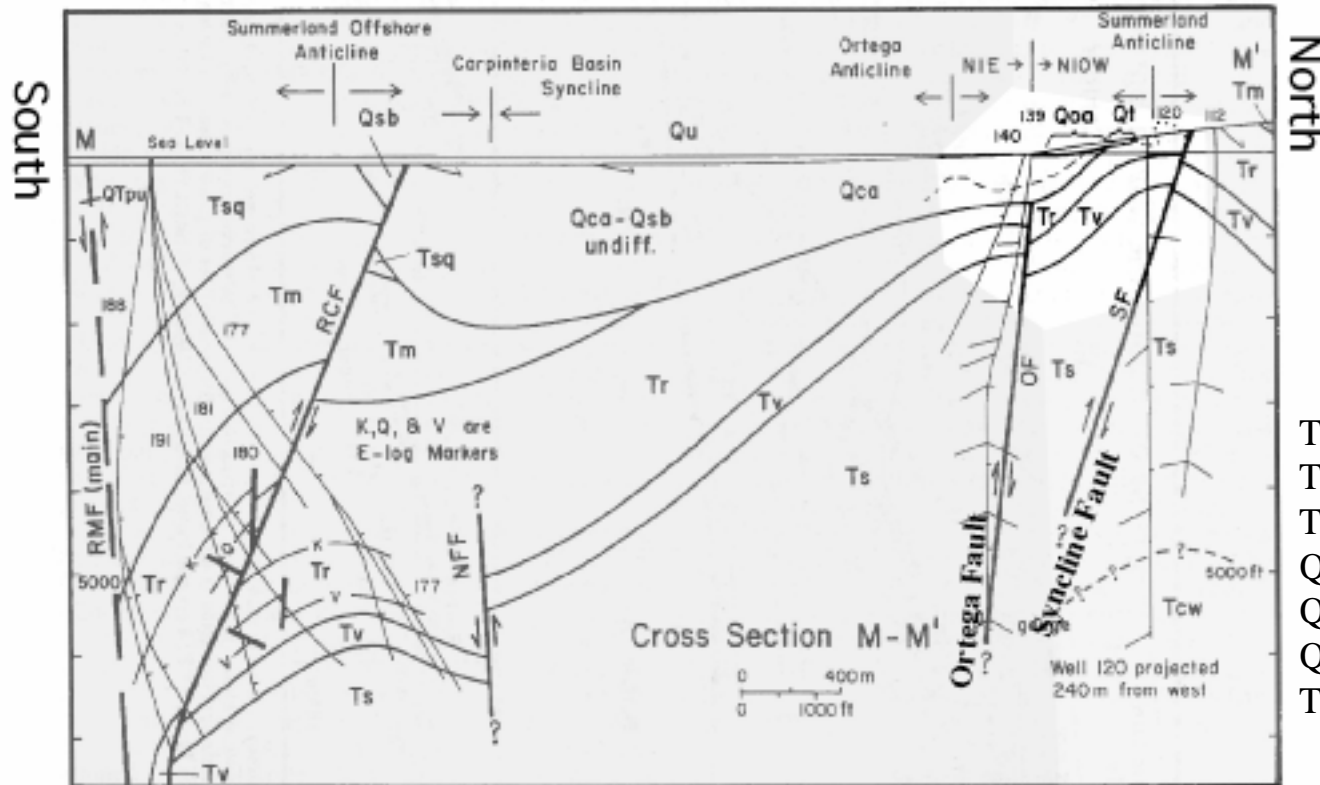 South
North
Summerland Offshore
Anticline
Carpinteria Basin
Syncline
Ortega
Anticline
NIE
NIOW
Summerland
Anticline
M'
Tm
M
Sea Level
Qsb
Qu
140
139
Qoa
Qt
120
112
QTpu
Tsq
Qca-Qsb
undiff.
Qca
Tr
Tv
Tr
Tv
Tsq
188
Tm
177
RCF
Tm
SF
Ts
OF
Ts
Tr
Tv
181
191
180
K,Q, & V are
E-log Markers
Ts
RMF (main)
5000
Tr
K
Q
K
Tr
V
177
V
Tv
Ts
Tv
?
NFF
?
Ortega Fault
?
Syncline Fault
?
?
?
?
5000 ft
Tcw
Cross Section M-M'
0 400m
0 1000ft
Well 120 projected
240m from west
T
T
T
Q
Q
Q
T